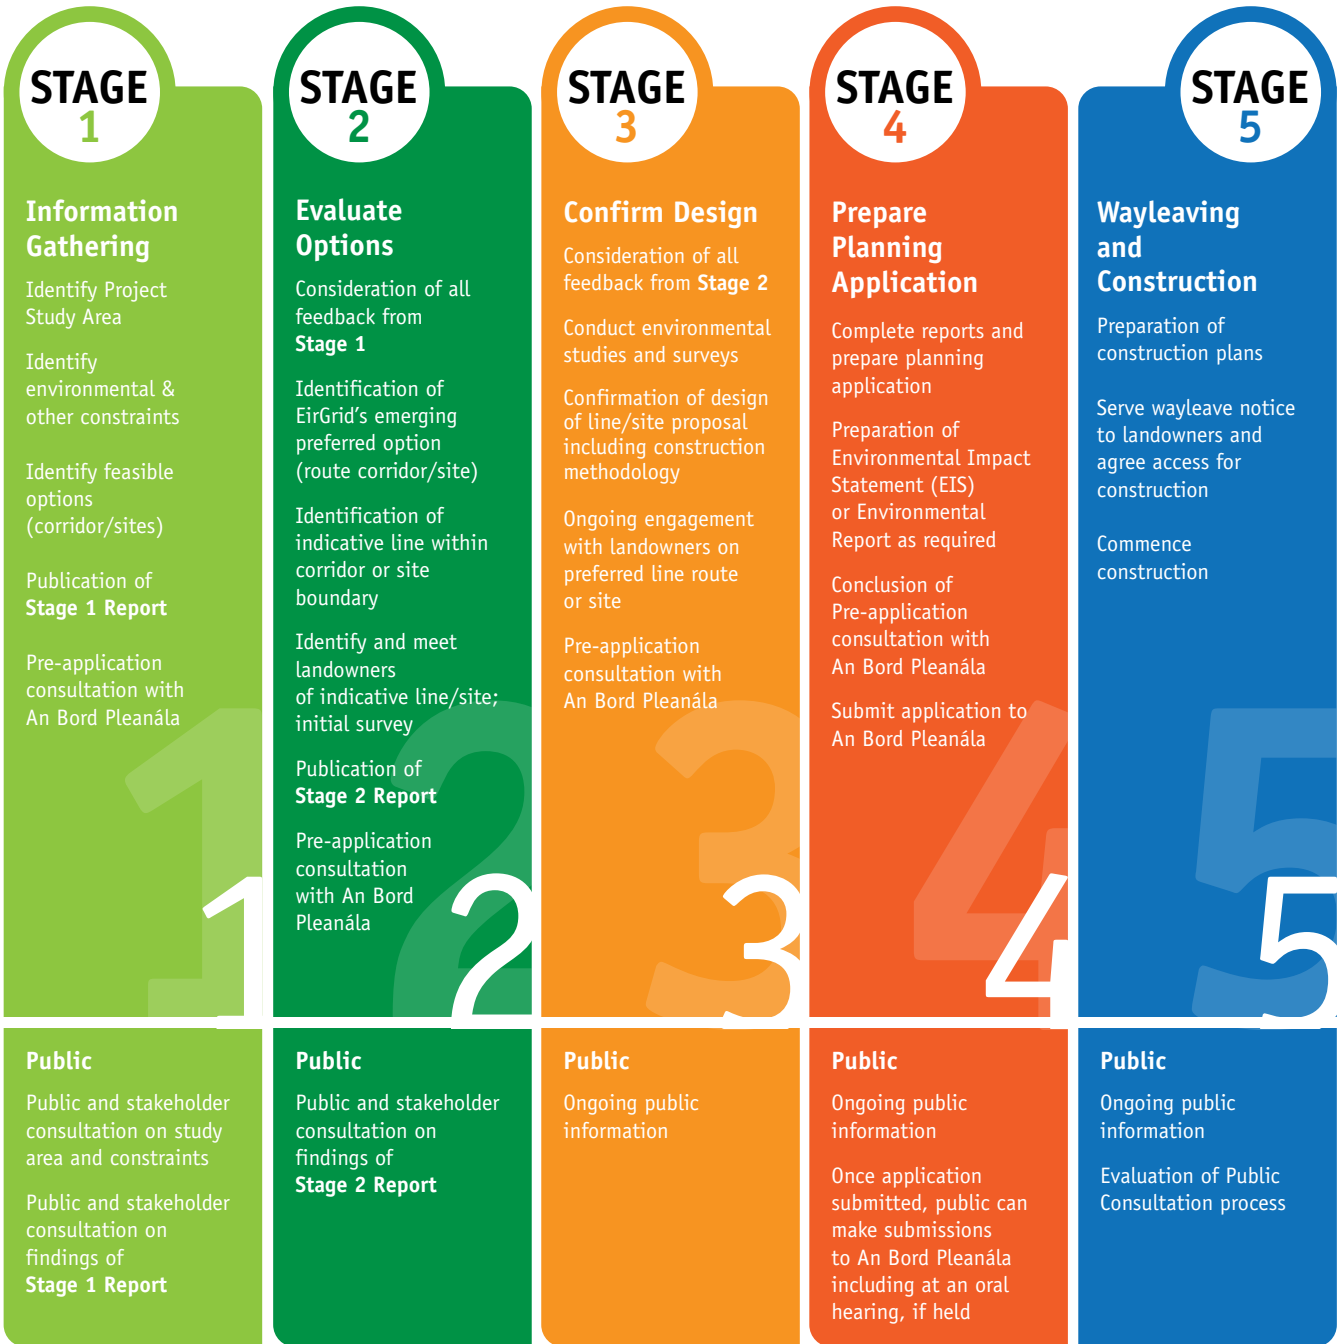 STAGE
1
Information
Gathering
Identify Project
Study Area
Identify
environmental &
other constraints
Identify feasible
options
(corridor/sites)
Publication of
Stage 1 Report
Pre-application
consultation with
An Bord Pleanála
1
1
Public
Public and stakeholder
consultation on study
area and constraints
Public and stakeholder
consultation on
findings of
Stage 1 Report
STAGE
2
Evaluate
Options
Consideration of all
feedback from
Stage 1
Identification of
EirGrid's emerging
preferred option
(route corridor/site)
Identification of
indicative line within
corridor or site
boundary
Identify and meet
landowners
of indicative line/site;
initial survey
Publication of
Stage 2 Report
Pre-application
consultation
with An Bord
Pleanála
2
2
Public
Public and stakeholder
consultation on
findings of
Stage 2 Report
STAGE
3
Confirm Design
Consideration of all
feedback from Stage 2
Conduct environmental
studies and surveys
Confirmation of design
of line/site proposal
including construction
methodology
Ongoing engagement
with landowners on
preferred line route
or site
Pre-application
consultation with
An Bord Pleanála
3
3
Public
Ongoing public
information
STAGE
4
Prepare
Planning
Application
Complete reports and
prepare planning
application
Preparation of
Environmental Impact
Statement (EIS)
or Environmental
Report as required
Conclusion of
Pre-application
consultation with
An Bord Pleanála
Submit application to
An Bord Pleanála
4
4
Public
Ongoing public
information
Once application
submitted, public can
make submissions
to An Bord Pleanála
including at an oral
hearing, if held
STAGE
5
Wayleaving
and
Construction
Preparation of
construction plans
Serve wayleave notice
to landowners and
agree access for
construction
Commence
construction
5
5
Public
Ongoing public
information
Evaluation of Public
Consultation process